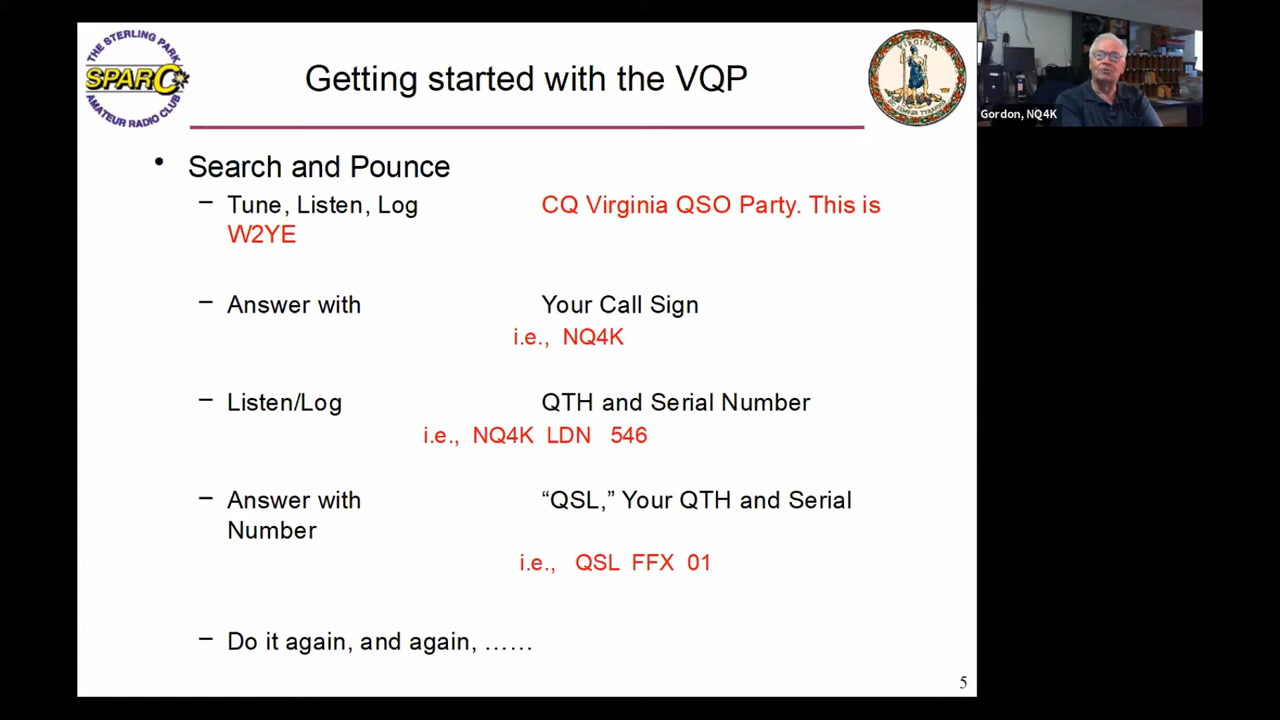 THE STERLING PARK
SPARC
AMATEUR RADIO CLUB
Getting started with the VQP
VIRGINIA
SIC SEMPER TYRANNIS
Gordon, NQ4K
• Search and Pounce
– Tune, Listen, Log CQ Virginia QSO Party. This is
W2YE
– Answer with Your Call Sign
i.e., NQ4K
– Listen/Log QTH and Serial Number
i.e., NQ4K LDN 546
– Answer with “QSL,” Your QTH and Serial
Number
i.e., QSL FFX 01
– Do it again, and again, ……
5